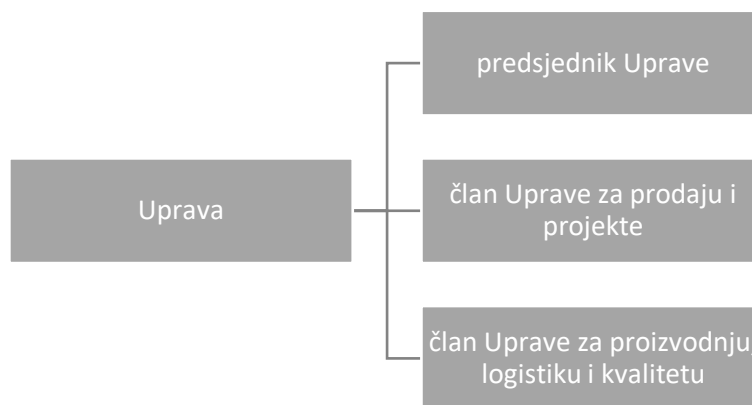 predsjednik Uprave
Uprava
član Uprave za prodaju i
projekte
član Uprave za proizvodnju,
logistiku i kvalitetu